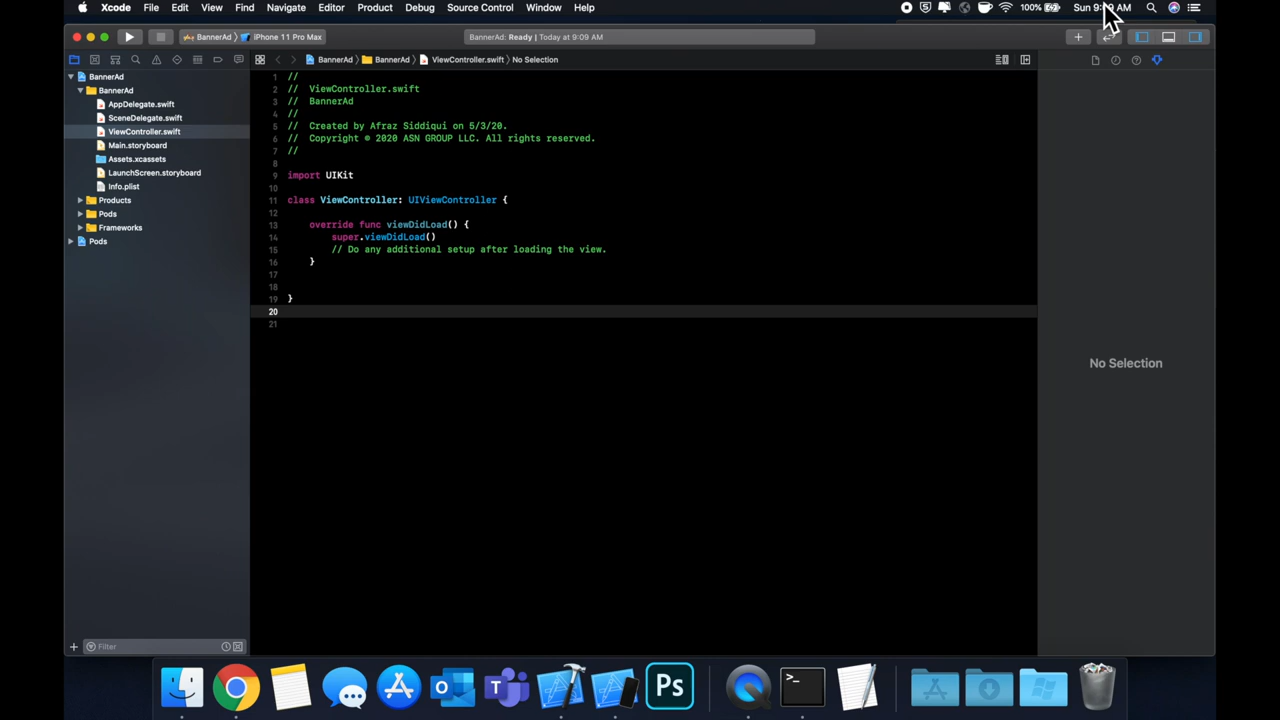 Xcode File Edit View Find Navigate Editor Product Debug Source Control Window Help 100% Sun AM
BannerAd iPhone 11 Pro Max BannerAd: Ready | Today at 9:09 AM
BannerAd BannerAd ViewController.swift No Selection
BannerAd
BannerAd
AppDelegate.swift
SceneDelegate.swift
ViewController.swift
Main.storyboard
Assets.xcassets
LaunchScreen.storyboard
Info.plist
Products
Pods
Frameworks
Pods
1 //
2 // ViewController.swift
3 // BannerAd
4 //
5 // Created by Afraz Siddiqui on 5/3/20.
6 // Copyright © 2020 ASN GROUP LLC. All rights reserved.
7 //
8
9 import UIKit
10
11 class ViewController: UIViewController {
12
13 override func viewDidLoad() {
14 super.viewDidLoad()
15 // Do any additional setup after loading the view.
16 }
17
18
19 }
20
21
No Selection
Filter
>_
Ps